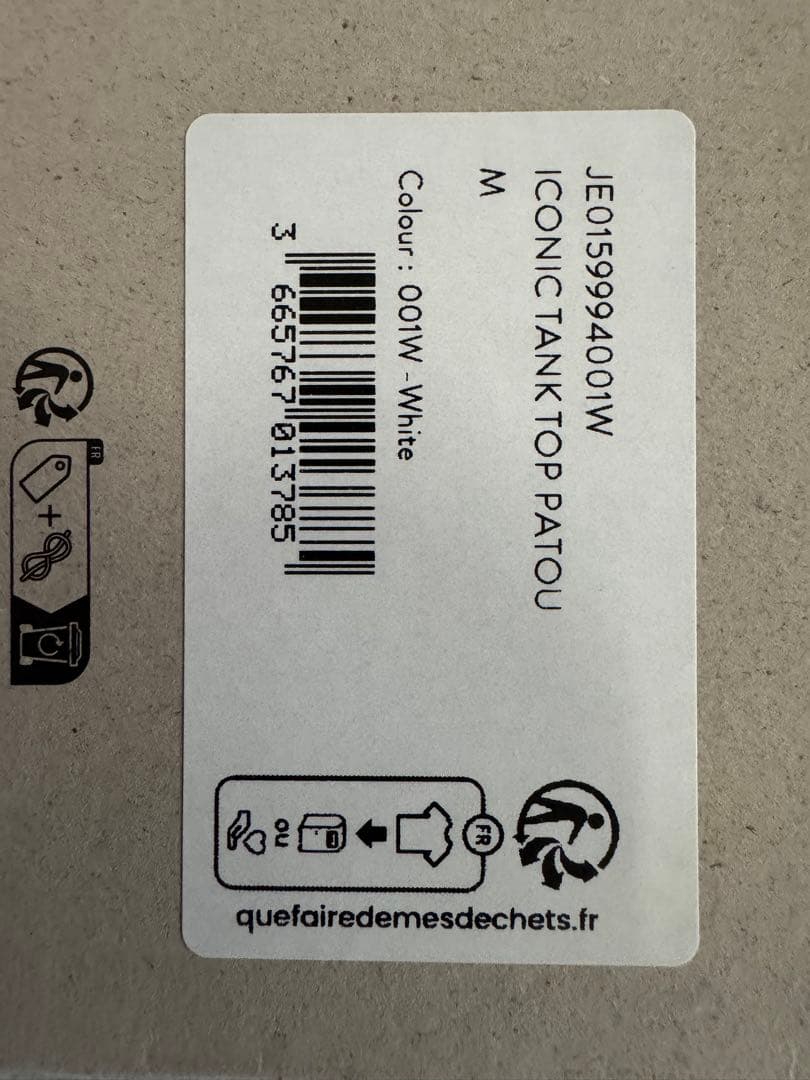 JE0159994001W
ICONIC TANK TOP PATOU
M
Colour : 001W - White
3 665767 013785
FR
ou
quefairedemesdechets.fr
FR